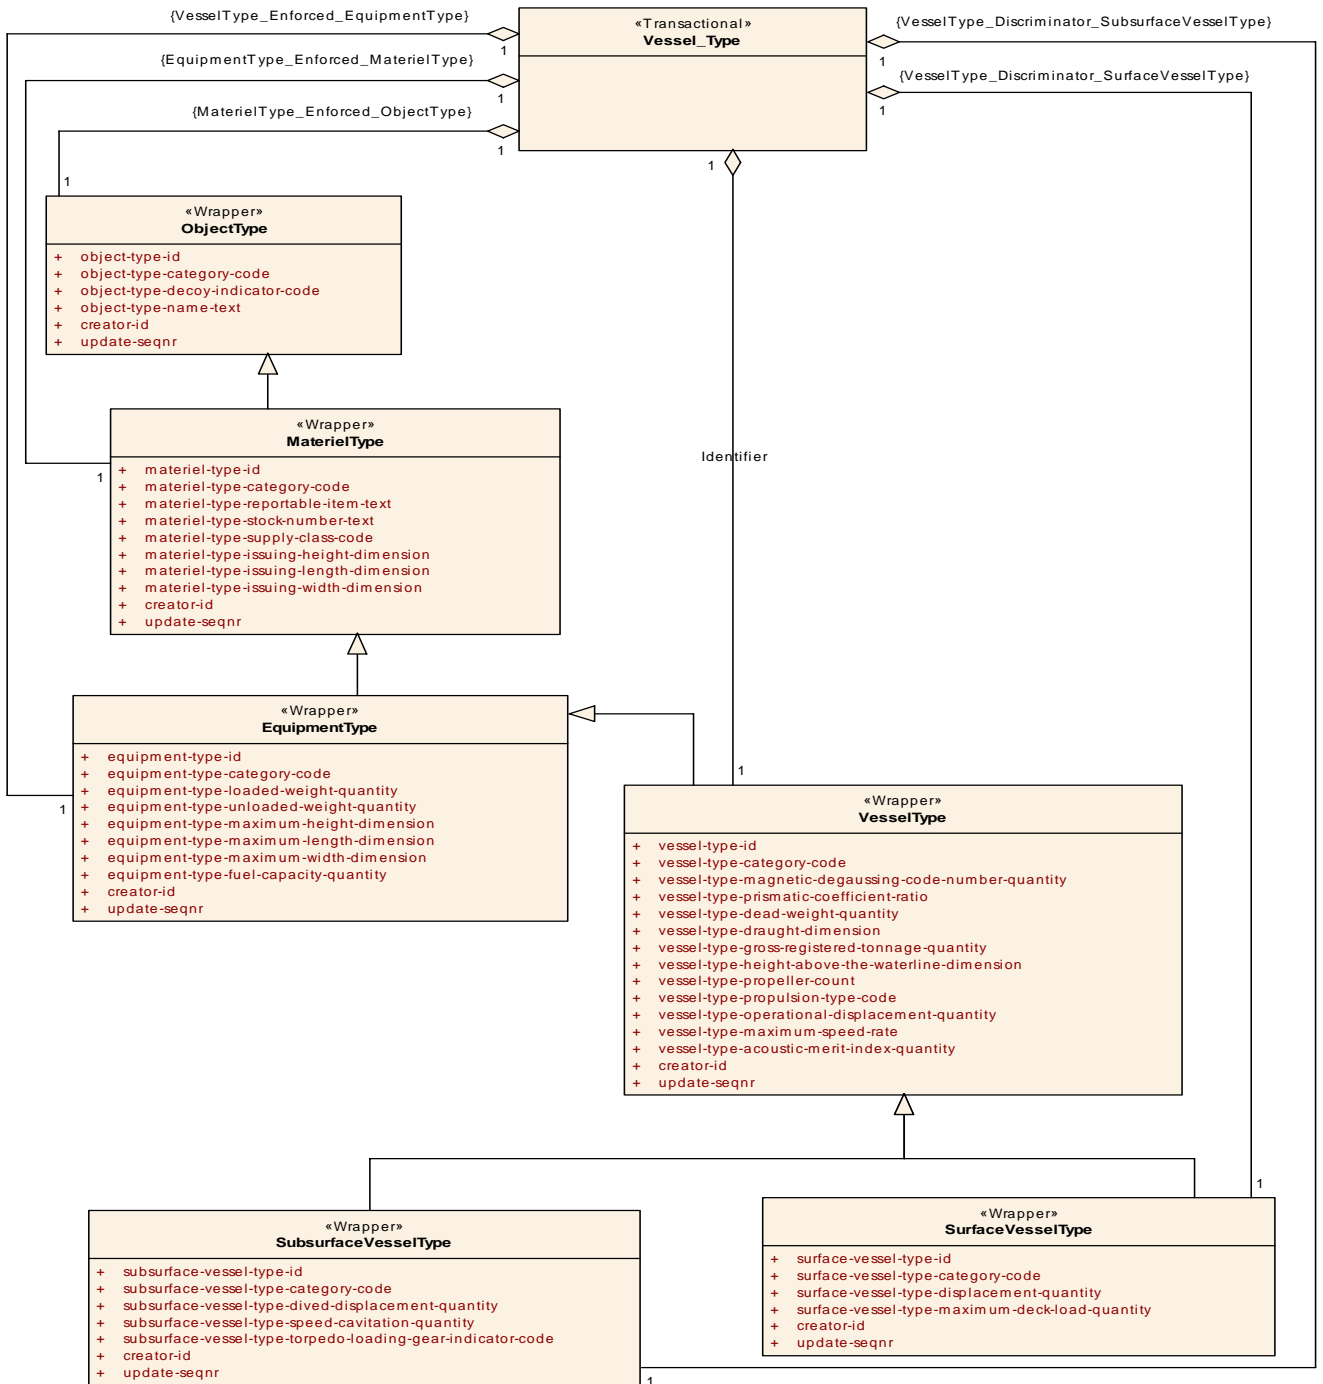 {VesselType_Enforced_EquipmentType}
1
{EquipmentType_Enforced_MaterielType}
1
{MaterielType_Enforced_ObjectType}
1
«Transactional»
Vessel_Type
{VesselType_Discriminator_SubsurfaceVesselType}
1
{VesselType_Discriminator_SurfaceVesselType}
1
1
1
«Wrapper»
ObjectType
+ object-type-id
+ object-type-category-code
+ object-type-decoy-indicator-code
+ object-type-name-text
+ creator-id
+ update-seqnr
«Wrapper»
MaterielType
1
+ materiel-type-id
+ materiel-type-category-code
+ materiel-type-reportable-item-text
+ materiel-type-stock-number-text
+ materiel-type-supply-class-code
+ materiel-type-issuing-height-dimension
+ materiel-type-issuing-length-dimension
+ materiel-type-issuing-width-dimension
+ creator-id
+ update-seqnr
Identifier
«Wrapper»
EquipmentType
1
+ equipment-type-id
+ equipment-type-category-code
+ equipment-type-loaded-weight-quantity
+ equipment-type-unloaded-weight-quantity
+ equipment-type-maximum-height-dimension
+ equipment-type-maximum-length-dimension
+ equipment-type-maximum-width-dimension
+ equipment-type-fuel-capacity-quantity
+ creator-id
+ update-seqnr
1
«Wrapper»
VesselType
+ vessel-type-id
+ vessel-type-category-code
+ vessel-type-magnetic-degaussing-code-number-quantity
+ vessel-type-prismatic-coefficient-ratio
+ vessel-type-dead-weight-quantity
+ vessel-type-draught-dimension
+ vessel-type-gross-registered-tonnage-quantity
+ vessel-type-height-above-the-waterline-dimension
+ vessel-type-propeller-count
+ vessel-type-propulsion-type-code
+ vessel-type-operational-displacement-quantity
+ vessel-type-maximum-speed-rate
+ vessel-type-acoustic-merit-index-quantity
+ creator-id
+ update-seqnr
«Wrapper»
SubsurfaceVesselType
+ subsurface-vessel-type-id
+ subsurface-vessel-type-category-code
+ subsurface-vessel-type-dived-displacement-quantity
+ subsurface-vessel-type-speed-cavitation-quantity
+ subsurface-vessel-type-torpedo-loading-gear-indicator-code
+ creator-id
+ update-seqnr
1
1
«Wrapper»
SurfaceVesselType
+ surface-vessel-type-id
+ surface-vessel-type-category-code
+ surface-vessel-type-displacement-quantity
+ surface-vessel-type-maximum-deck-load-quantity
+ creator-id
+ update-seqnr